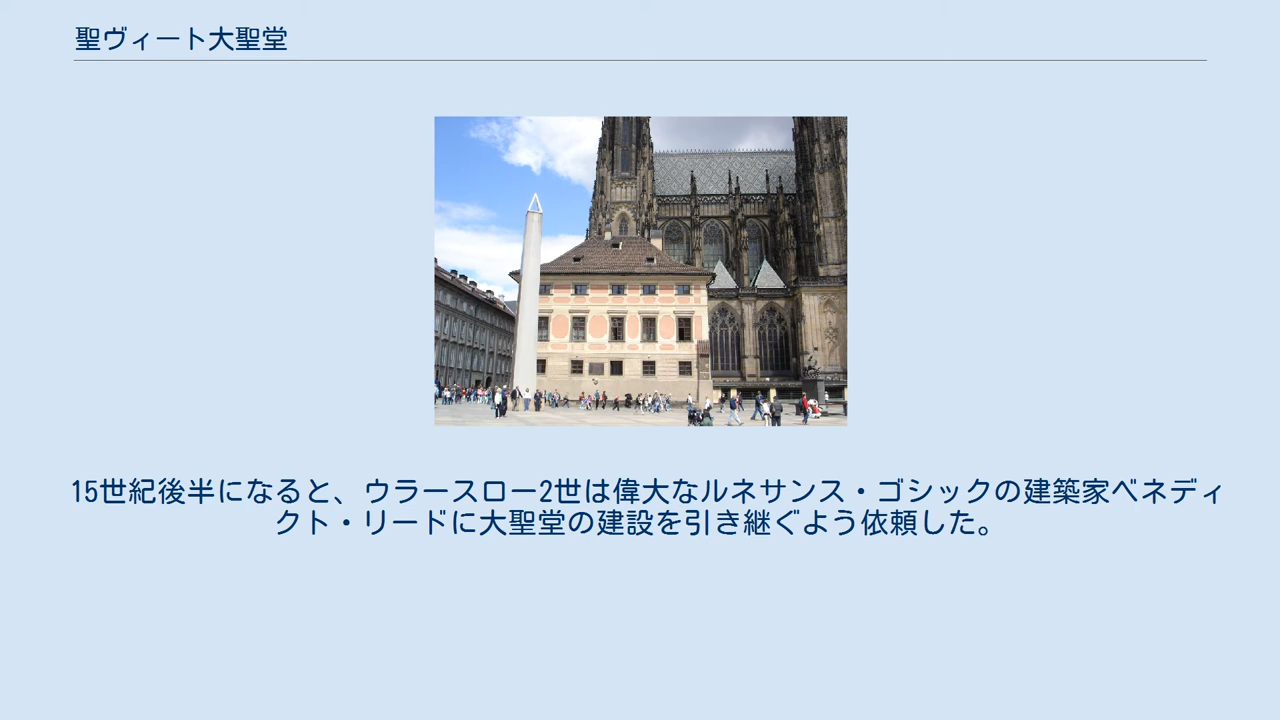 聖ヴィート大聖堂
15世紀後半になると、ウラースロー2世は偉大なルネサンス・ゴシックの建築家ベネディ
クト・リードに大聖堂の建設を引き継ぐよう依頼した。